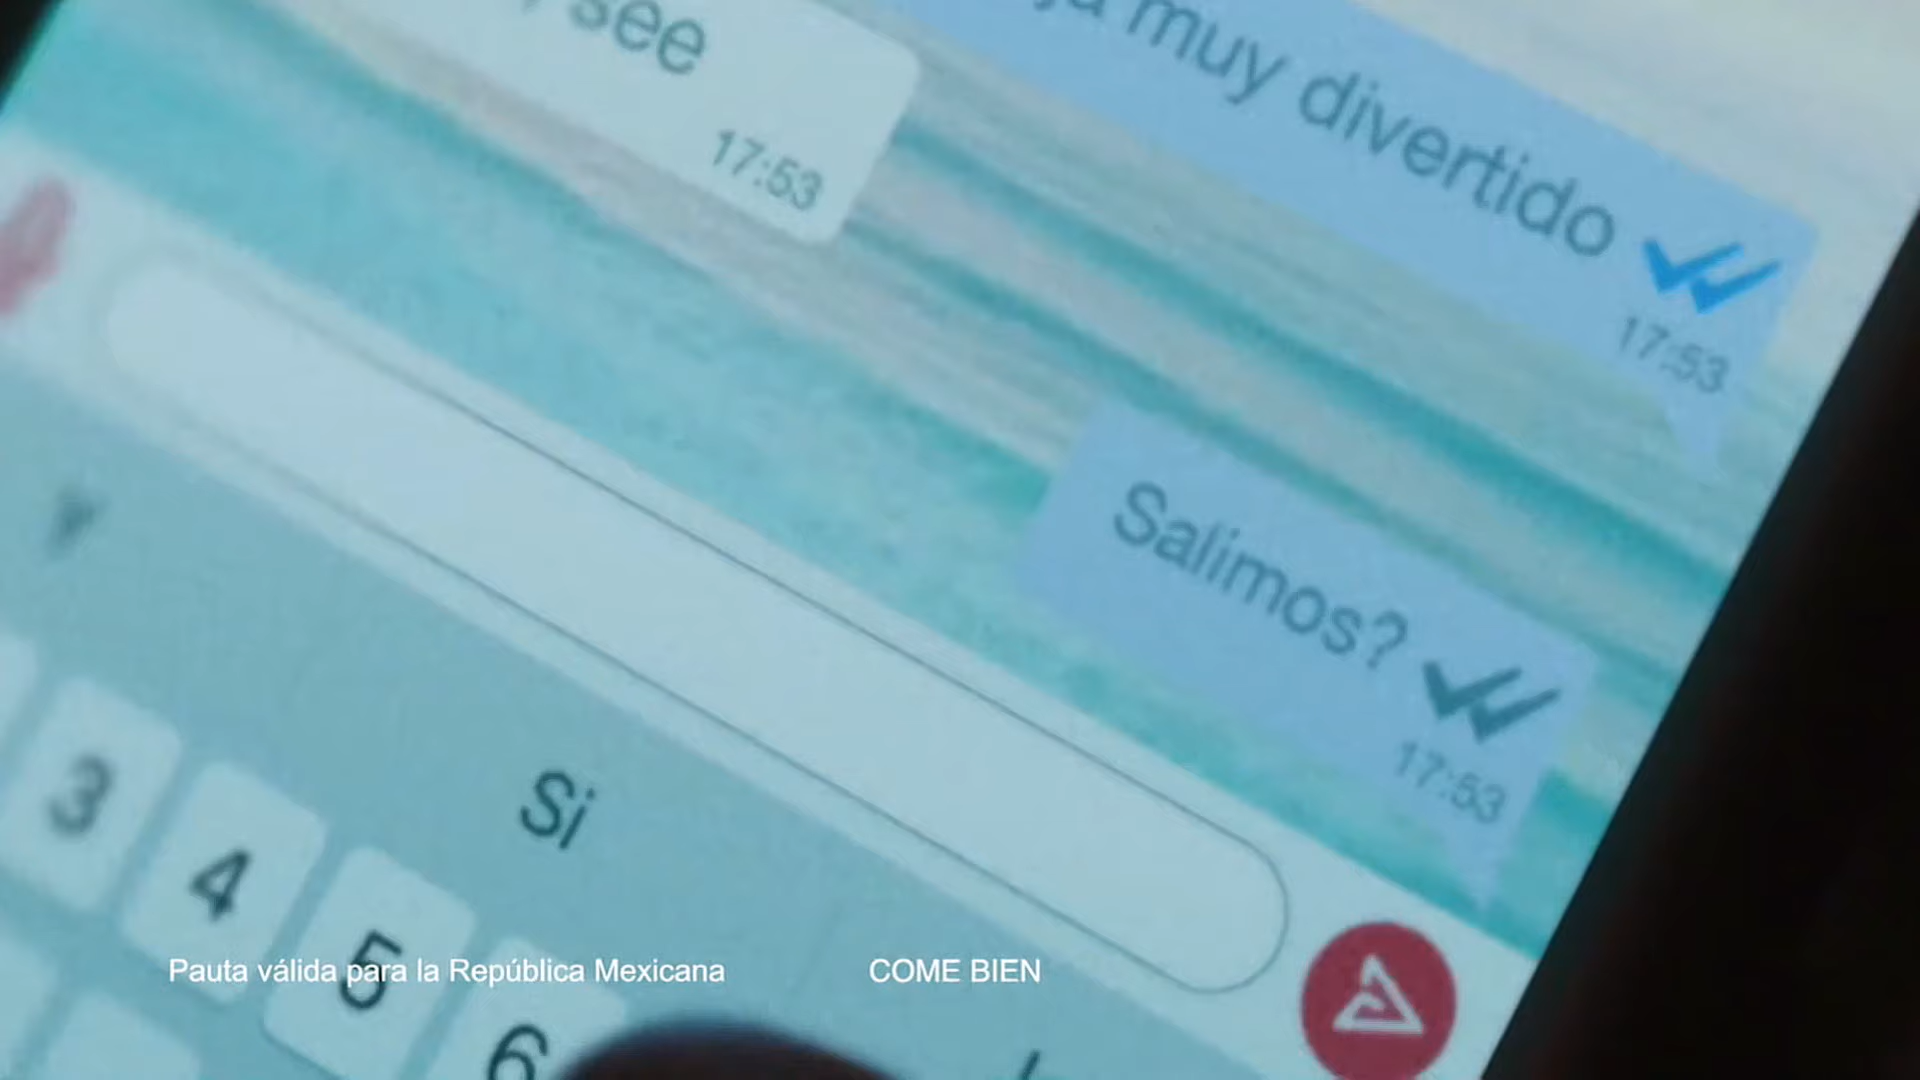 see
17:53
muy divertido
17:53
Salimos?
17:53
Y
Si
3
4
5
6
Pauta válida para la República Mexicana
COME BIEN